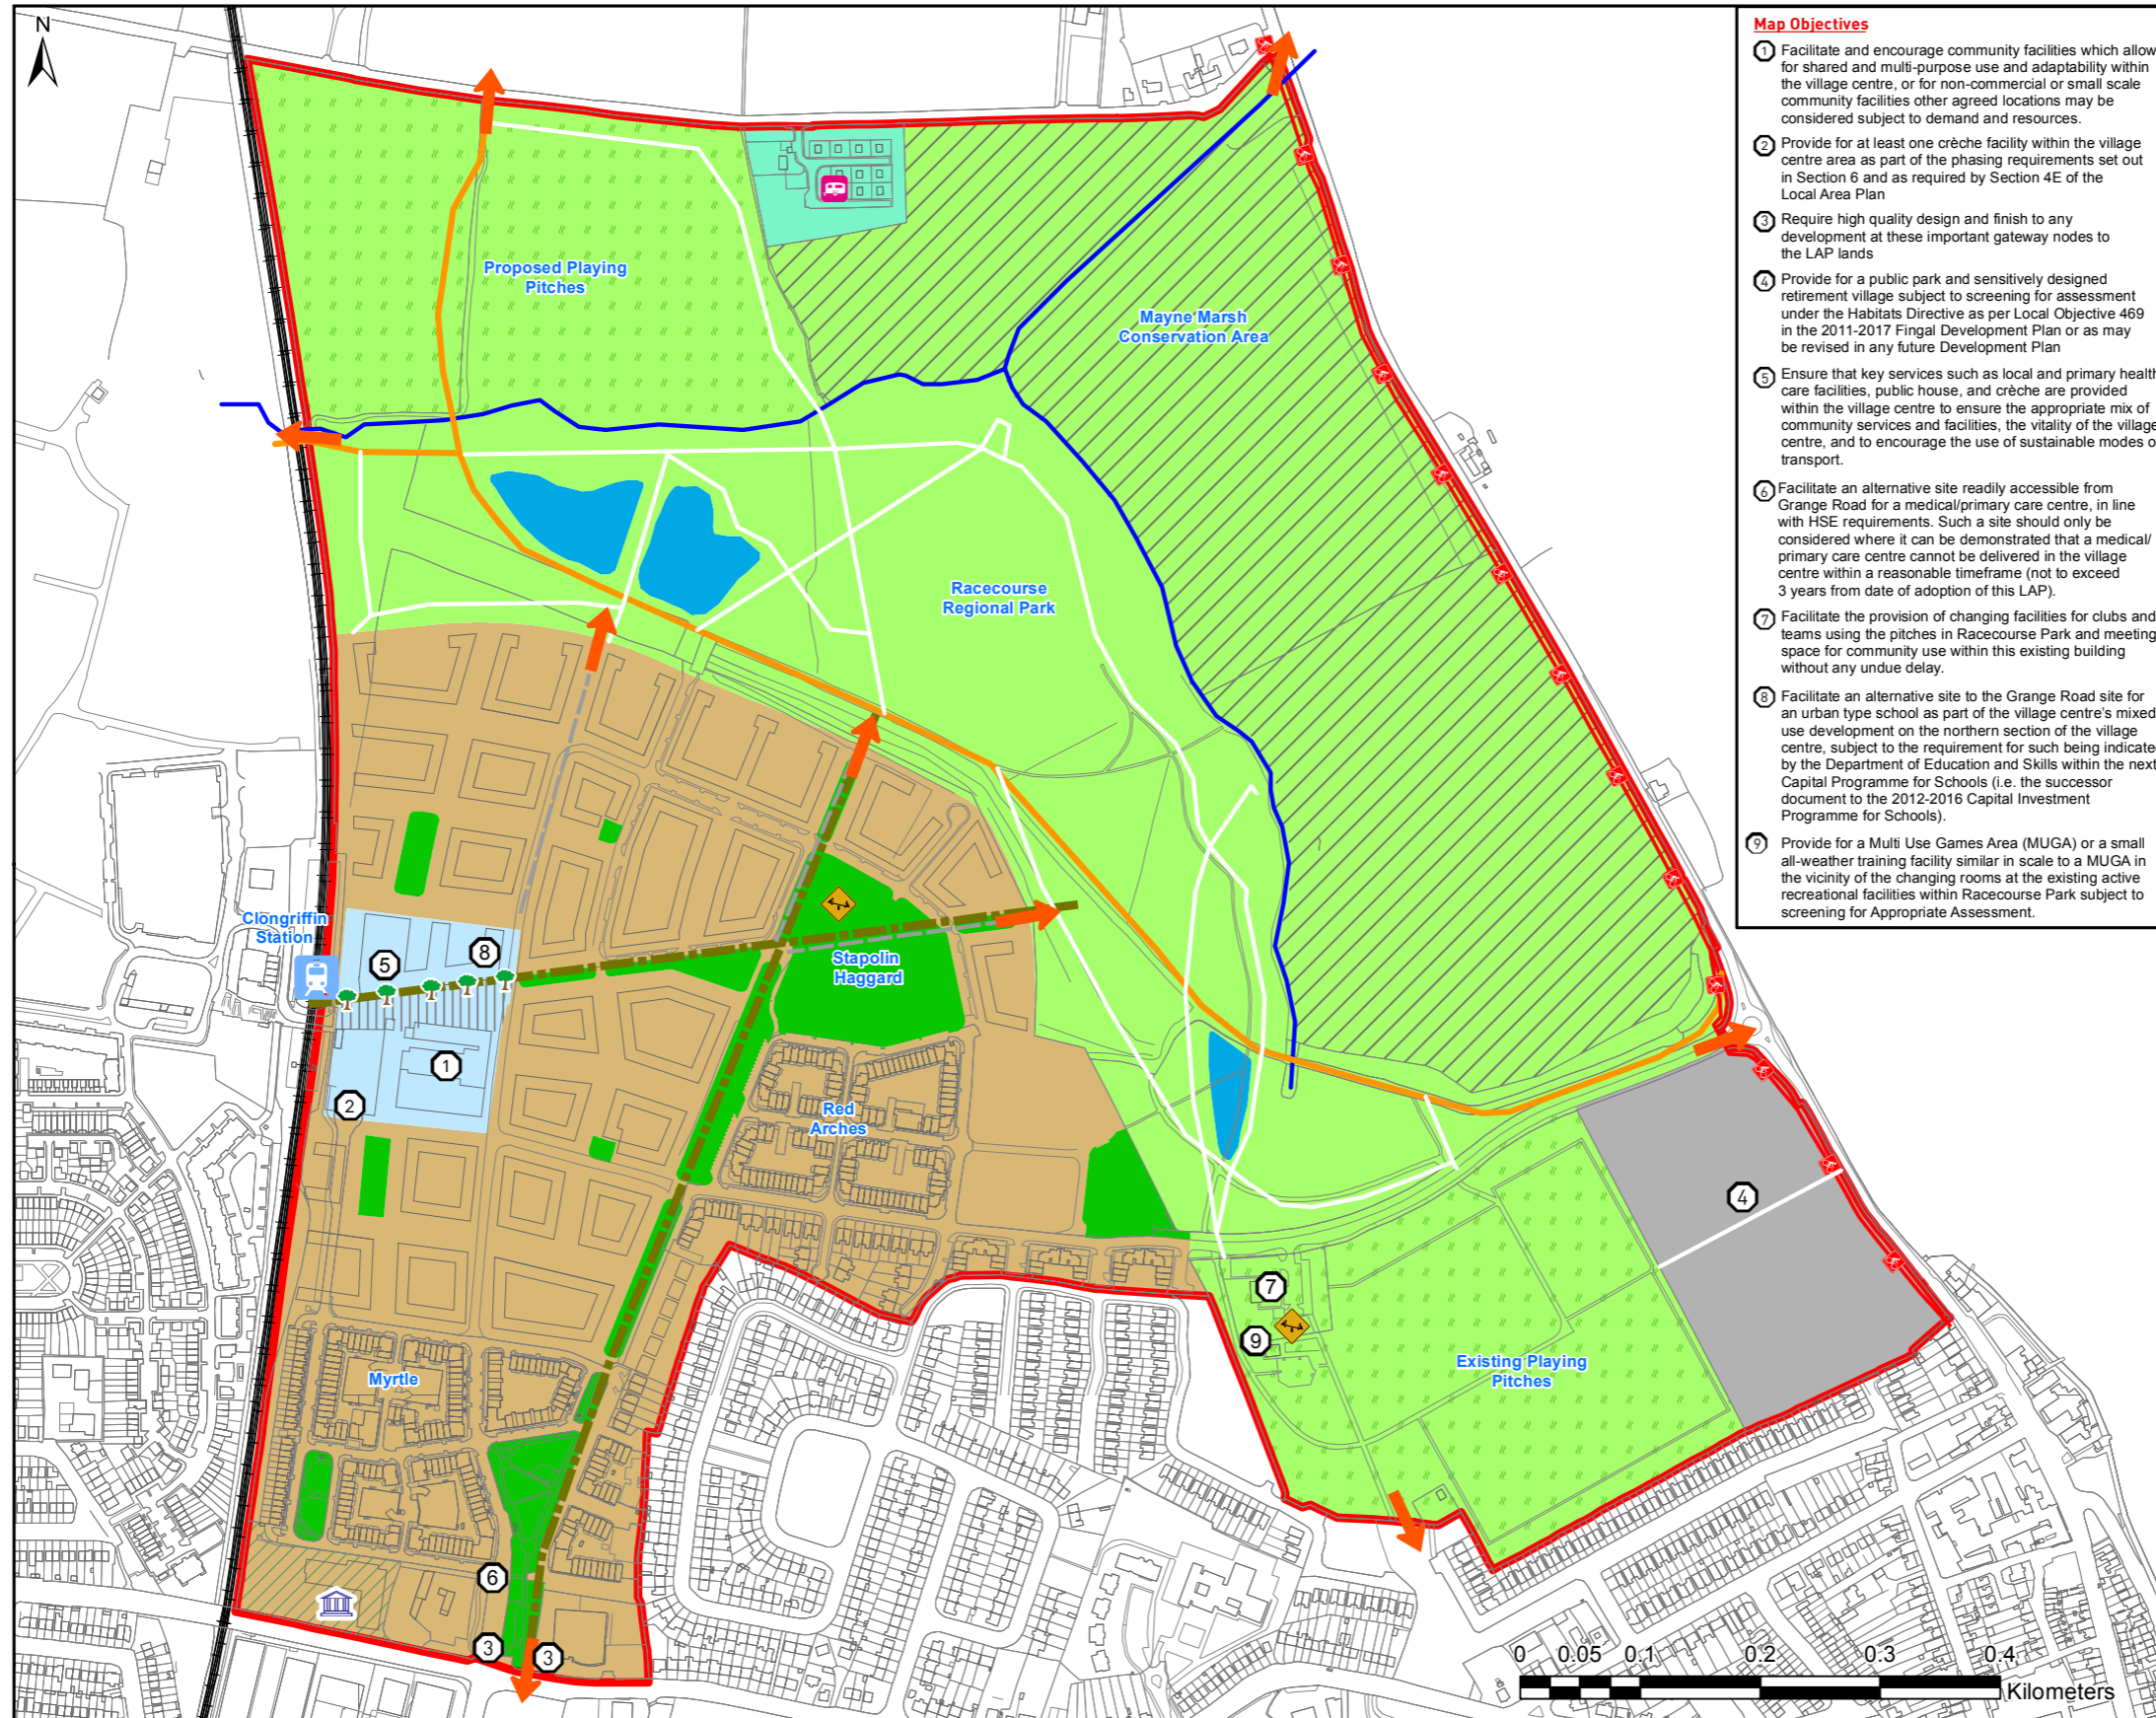 N
Map Objectives
1 Facilitate and encourage community facilities which allow
for shared and multi-purpose use and adaptability within
the village centre, or for non-commercial or small scale
community facilities other agreed locations may be
considered subject to demand and resources.
2 Provide for at least one crèche facility within the village
centre area as part of the phasing requirements set out
in Section 6 and as required by Section 4E of the
Local Area Plan
3 Require high quality design and finish to any
development at these important gateway nodes to
the LAP lands
4 Provide for a public park and sensitively designed
retirement village subject to screening for assessment
under the Habitats Directive as per Local Objective 469
in the 2011-2017 Fingal Development Plan or as may
be revised in any future Development Plan
5 Ensure that key services such as local and primary health
care facilities, public house, and crèche are provided
within the village centre to ensure the appropriate mix of
community services and facilities, the vitality of the village
centre, and to encourage the use of sustainable modes o
transport.
6 Facilitate an alternative site readily accessible from
Grange Road for a medical/primary care centre, in line
with HSE requirements. Such a site should only be
considered where it can be demonstrated that a medical/
primary care centre cannot be delivered in the village
centre within a reasonable timeframe (not to exceed
3 years from date of adoption of this LAP).
7 Facilitate the provision of changing facilities for clubs and
teams using the pitches in Racecourse Park and meeting
space for community use within this existing building
without any undue delay.
8 Facilitate an alternative site to the Grange Road site for
an urban type school as part of the village centre's mixed
use development on the northern section of the village
centre, subject to the requirement for such being indicate
by the Department of Education and Skills within the next
Capital Programme for Schools (i.e. the successor
document to the 2012-2016 Capital Investment
Programme for Schools).
9 Provide for a Multi Use Games Area (MUGA) or a small
all-weather training facility similar in scale to a MUGA in
the vicinity of the changing rooms at the existing active
recreational facilities within Racecourse Park subject to
screening for Appropriate Assessment.
Proposed Playing
Pitches
Mayne Marsh
Conservation Area
Racecourse
Regional Park
Clongriffin
Station
5
8
Stapolin
Haggard
1
2
Red
Arches
4
7
9
Existing Playing
Pitches
Myrtle
6
3
3
0 0.05 0.1 0.2 0.3 0.4
Kilometers